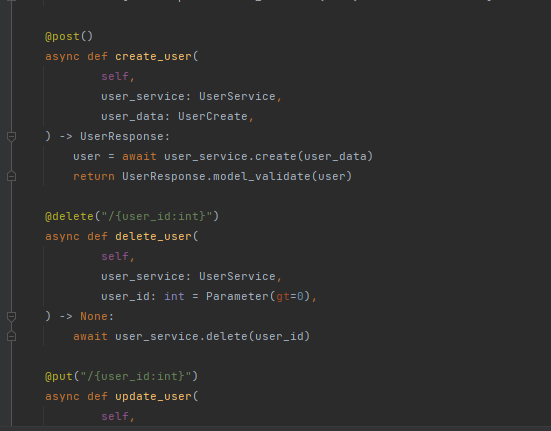 @post()
async def create_user(
        self,
        user_service: UserService,
        user_data: UserCreate,
) -> UserResponse:
    user = await user_service.create(user_data)
    return UserResponse.model_validate(user)
@delete("/{user_id:int}")
async def delete_user(
        self,
        user_service: UserService,
        user_id: int = Parameter(gt=0),
) -> None:
    await user_service.delete(user_id)
@put("/{user_id:int}")
async def update_user(
        self,